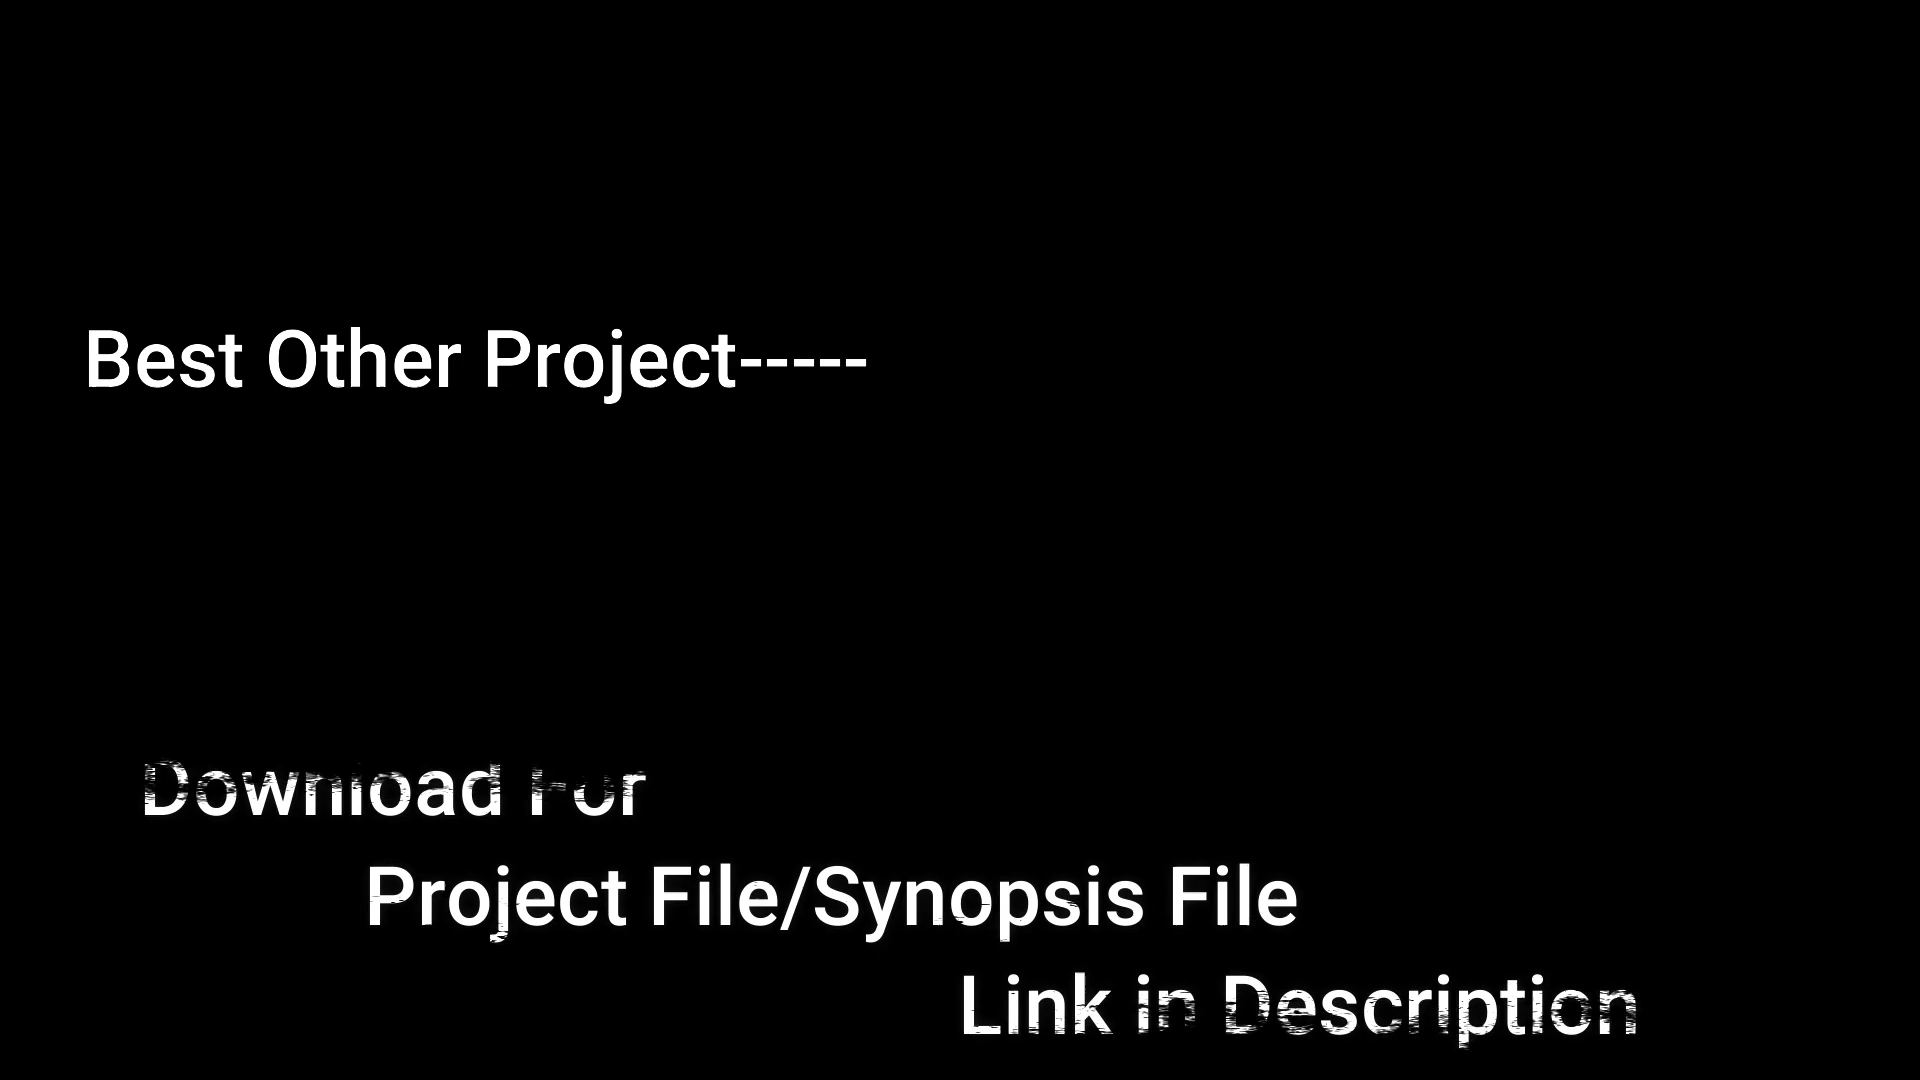 Best Other Project-----
Download For
Project File/Synopsis File
Link in Description